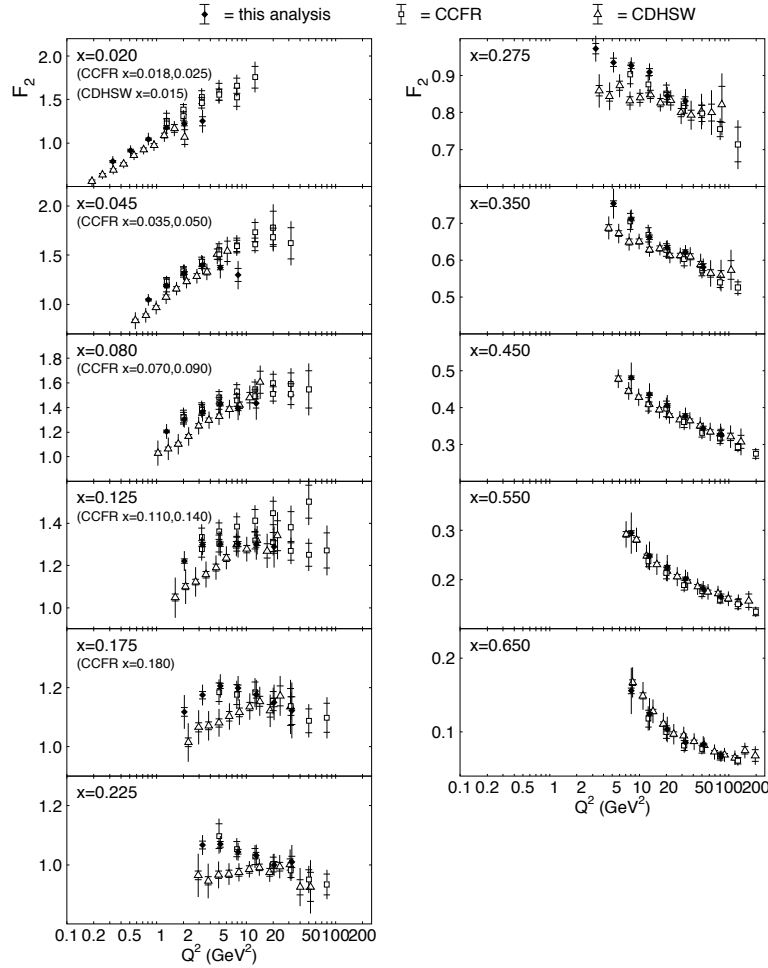 = this analysis = CCFR = CDHSW
F2
x=0.020
(CCFR x=0.018,0.025)
(CDHSW x=0.015)
2.0
1.5
1.0
x=0.045
(CCFR x=0.035,0.050)
2.0
1.5
1.0
x=0.080
(CCFR x=0.070,0.090)
1.8
1.6
1.4
1.2
1.0
x=0.125
(CCFR x=0.110,0.140)
1.4
1.2
1.0
x=0.175
(CCFR x=0.180)
1.2
1.0
x=0.225
1.2
1.0
0.1 0.2 0.5 1 2 5 10 20 50 100 200
Q2 (GeV2)
F2
x=0.275
0.9
0.8
0.7
x=0.350
0.7
0.6
0.5
x=0.450
0.5
0.4
0.3
x=0.550
0.3
0.2
x=0.650
0.2
0.1
0.1 0.2 0.5 1 2 5 10 20 50 100 200
Q2 (GeV2)